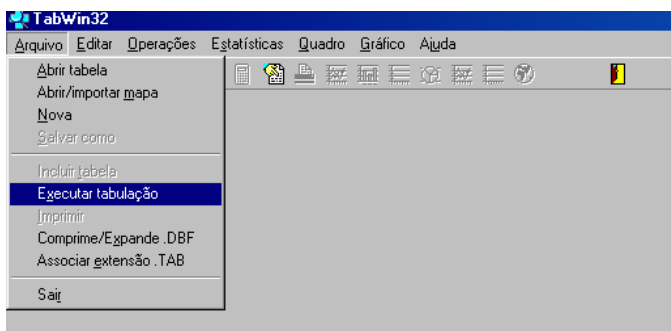 TabWin32
Arquivo Editar Operações Estatísticas Quadro Gráfico Ajuda
Abrir tabela
Abrir/importar mapa
Nova
Salvar como
Incluir tabela
Executar tabulação
Imprimir
Comprime/Expande .DBF
Associar extensão .TAB
Sair